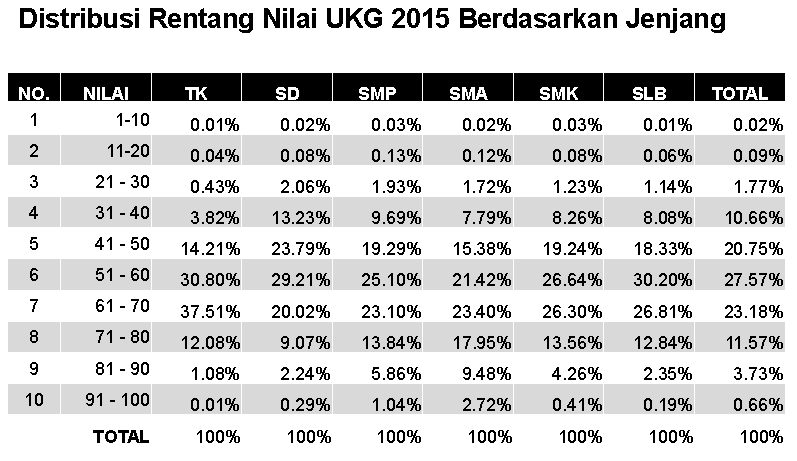 Distribusi Rentang Nilai UKG 2015 Berdasarkan Jenjang
NO. NILAI TK SD SMP SMA SMK SLB TOTAL
1 1-10 0.01% 0.02% 0.03% 0.02% 0.03% 0.01% 0.02%
2 11-20 0.04% 0.08% 0.13% 0.12% 0.08% 0.06% 0.09%
3 21 - 30 0.43% 2.06% 1.93% 1.72% 1.23% 1.14% 1.77%
4 31 - 40 3.82% 13.23% 9.69% 7.79% 8.26% 8.08% 10.66%
5 41 - 50 14.21% 23.79% 19.29% 15.38% 19.24% 18.33% 20.75%
6 51 - 60 30.80% 29.21% 25.10% 21.42% 26.64% 30.20% 27.57%
7 61 - 70 37.51% 20.02% 23.10% 23.40% 26.30% 26.81% 23.18%
8 71 - 80 12.08% 9.07% 13.84% 17.95% 13.56% 12.84% 11.57%
9 81 - 90 1.08% 2.24% 5.86% 9.48% 4.26% 2.35% 3.73%
10 91 - 100 0.01% 0.29% 1.04% 2.72% 0.41% 0.19% 0.66%
TOTAL 100% 100% 100% 100% 100% 100% 100%